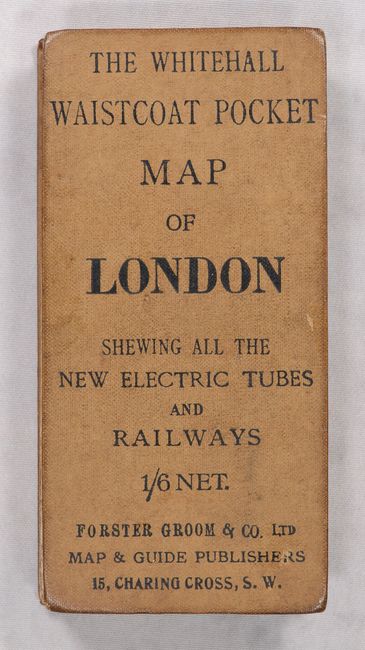 THE WHITEHALL
WAISTCOAT POCKET
MAP
OF
LONDON
SHEWING ALL THE
NEW ELECTRIC TUBES
AND
RAILWAYS
1/6 NET.
FORSTER GROOM & CO. LTD
MAP & GUIDE PUBLISHERS
15, CHARING CROSS, S. W.